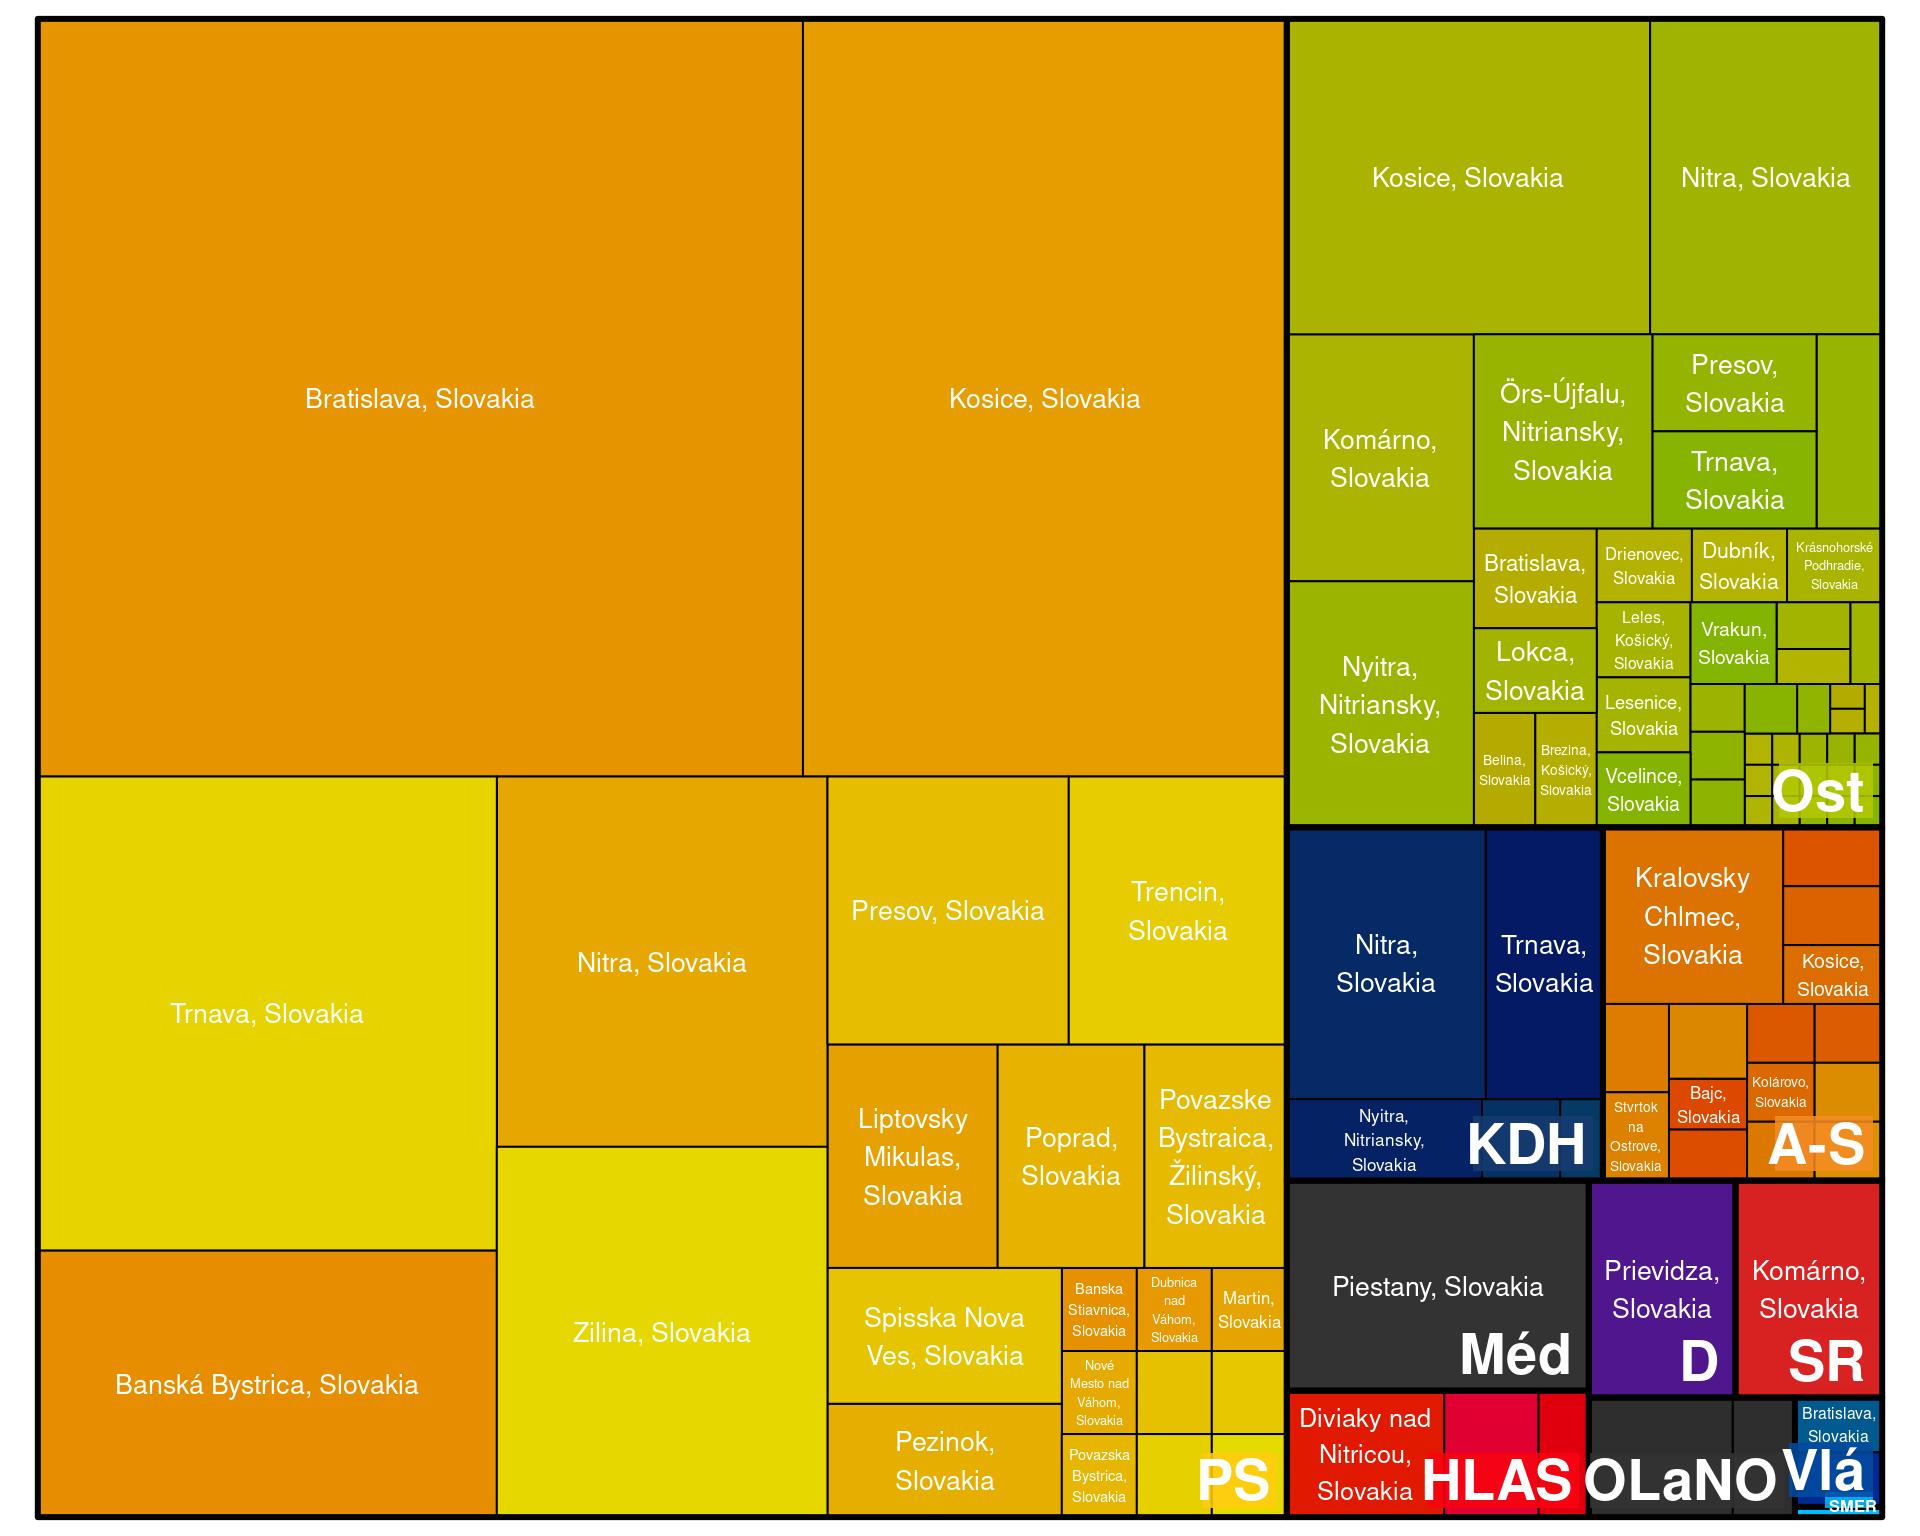 Bratislava, Slovakia
Kosice, Slovakia
Trnava, Slovakia
Nitra, Slovakia
Presov, Slovakia
Trencin,
Slovakia
Banská Bystrica, Slovakia
Zilina, Slovakia
Liptovsky
Mikulas,
Slovakia
Poprad,
Slovakia
Povazske
Bystraica,
Žilinský,
Slovakia
Spisska Nova
Ves, Slovakia
Pezinok,
Slovakia
Banska
Stiavnica,
Slovakia
Dubnica
nad
Váhom,
Slovakia
Martin,
Slovakia
Nové
Mesto nad
Váhom,
Slovakia
Povazska
Bystrica,
Slovakia
PS
Kosice, Slovakia
Nitra, Slovakia
Komárno,
Slovakia
Örs-Újfalu,
Nitriansky,
Slovakia
Presov,
Slovakia
Trnava,
Slovakia
Nyitra,
Nitriansky,
Slovakia
Bratislava,
Slovakia
Drienovec,
Slovakia
Dubník,
Slovakia
Krásnohorské
Podhradie,
Slovakia
Lokca,
Slovakia
Leles,
Košický,
Slovakia
Vrakun,
Slovakia
Lesenice,
Slovakia
Belina,
Slovakia
Brezina,
Košický,
Slovakia
Vcelince,
Slovakia
Ost
Nitra,
Slovakia
Trnava,
Slovakia
Nyitra,
Nitriansky,
Slovakia
KDH
Kralovsky
Chlmec,
Slovakia
Kosice,
Slovakia
Stvrtok
na
Ostrove,
Slovakia
Bajc,
Slovakia
Kolárovo,
Slovakia
A-S
Piestany, Slovakia
Méd
Prievidza,
Slovakia
D
Komárno,
Slovakia
SR
Diviaky nad
Nitricou,
Slovakia
HLAS
OLaNO
Bratislava,
Slovakia
Vlá
SMER